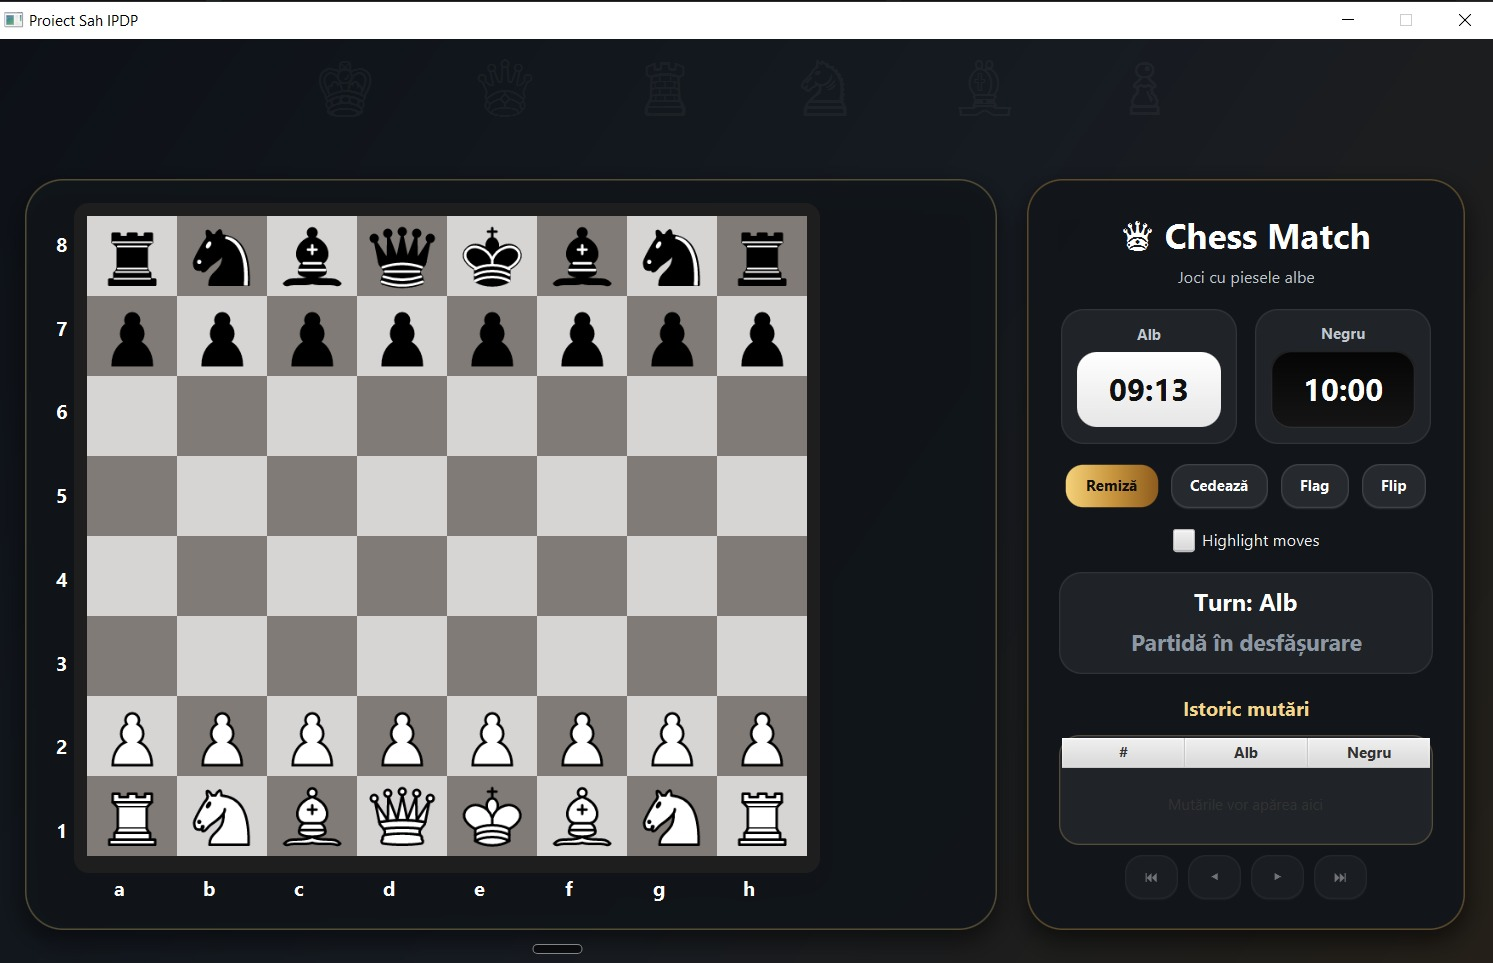 Proiect Sah IPDP
8
7
6
5
4
3
2
1
a b c d e f g h
Chess Match
Joci cu piesele albe
Alb Negru
09:13 10:00
Remiză Cedează Flag Flip
Highlight moves
Turn: Alb
Partidă în desfășurare
Istoric mutări
# Alb Negru
Mutările vor apărea aici